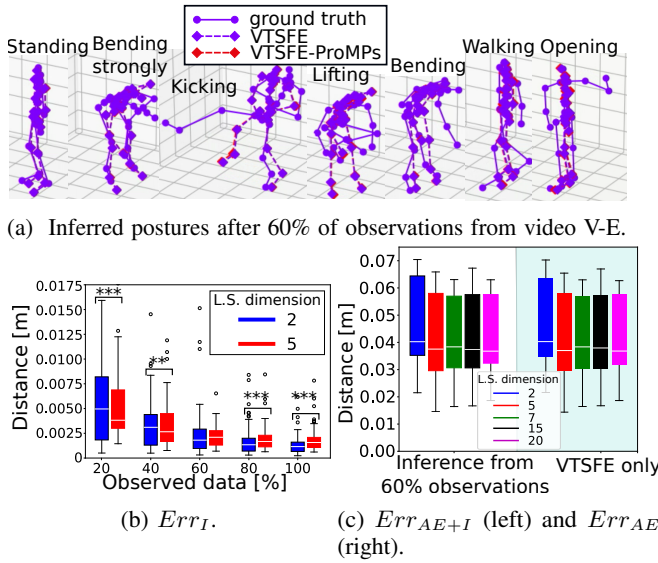 ground truth
VTSFE
VTSFE-ProMPs
Standing
Bending
strongly
Kicking
Lifting
Bending
Walking
Opening
(a) Inferred postures after 60% of observations from video V-E.
Distance [m]
0.0175
0.0150
0.0125
0.0100
0.0075
0.0050
0.0025
0
***
**
***
***
L.S. dimension
2
5
20
40
60
80
100
Observed data [%]
(b) Err_I.
Distance [m]
0.07
0.06
0.05
0.04
0.03
0.02
0.01
0.00
L.S. dimension
2
5
7
15
20
Inference from
60% observations
VTSFE only
(c) Err_{AE+I} (left) and Err_{AE}
(right).